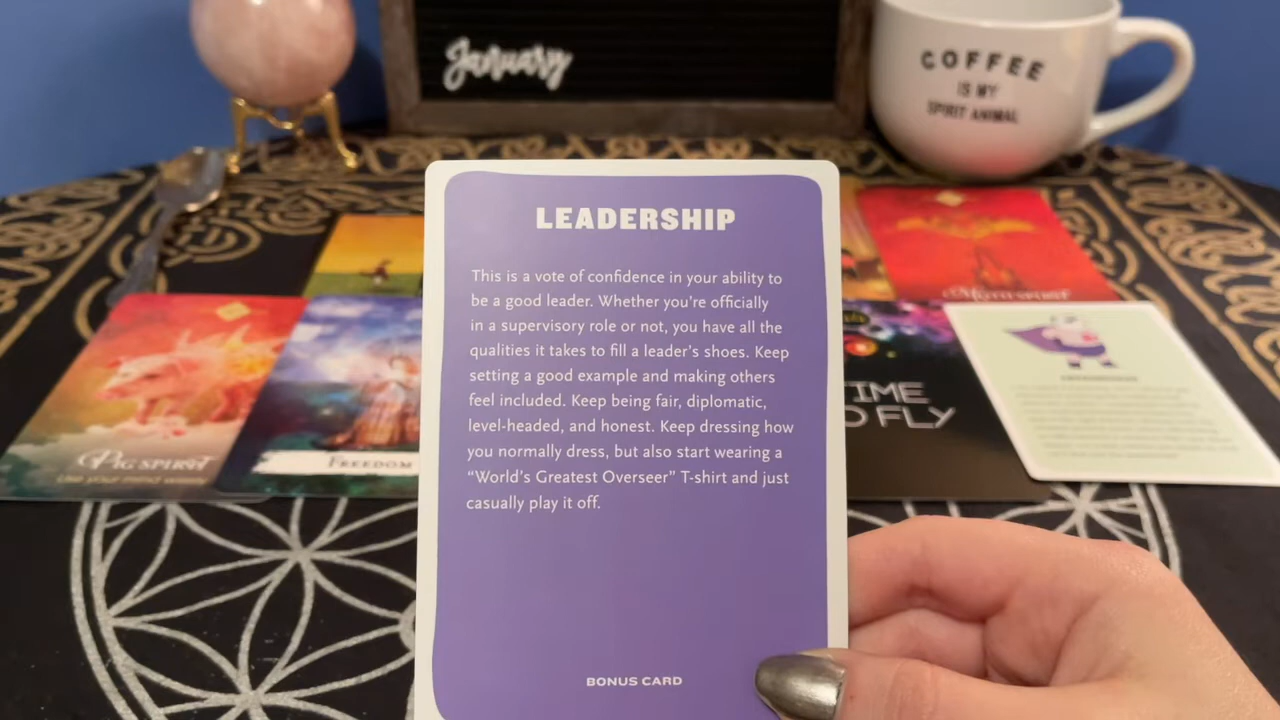 January
COFFEE
IS MY
SPIRIT ANIMAL
LEADERSHIP
This is a vote of confidence in your ability to
be a good leader. Whether you're officially
in a supervisory role or not, you have all the
qualities it takes to fill a leader's shoes. Keep
setting a good example and making others
feel included. Keep being fair, diplomatic,
level-headed, and honest. Keep dressing how
you normally dress, but also start wearing a
“World's Greatest Overseer” T-shirt and just
casually play it off.
BONUS CARD
PIG SPIRIT
FREEDOM
TIME
FLY